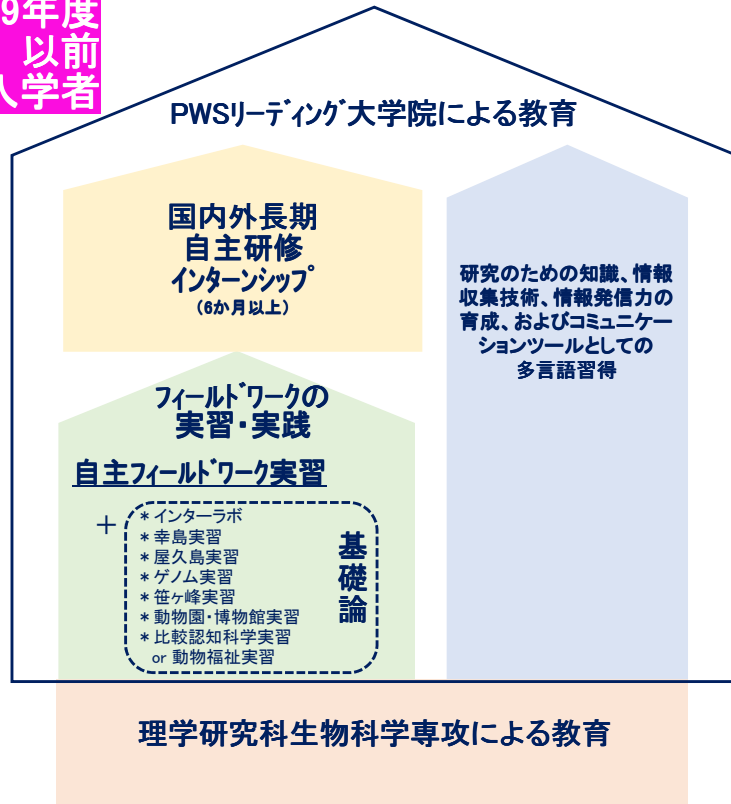 9年度
以前
入学者
PWSリーディング大学院による教育
国内外長期
自主研修
インターンシップ
（6か月以上）
研究のための知識、情報
収集技術、情報発信力の
育成、およびコミュニケー
ションツールとしての
多言語習得
フィールドワークの
実習・実践
自主フィールドワーク実習
＋
* インターラボ
* 幸島実習
* 屋久島実習
* ゲノム実習
* 笹ヶ峰実習
* 動物園・博物館実習
* 比較認知科学実習
or 動物福祉実習
基礎論
理学研究科生物科学専攻による教育